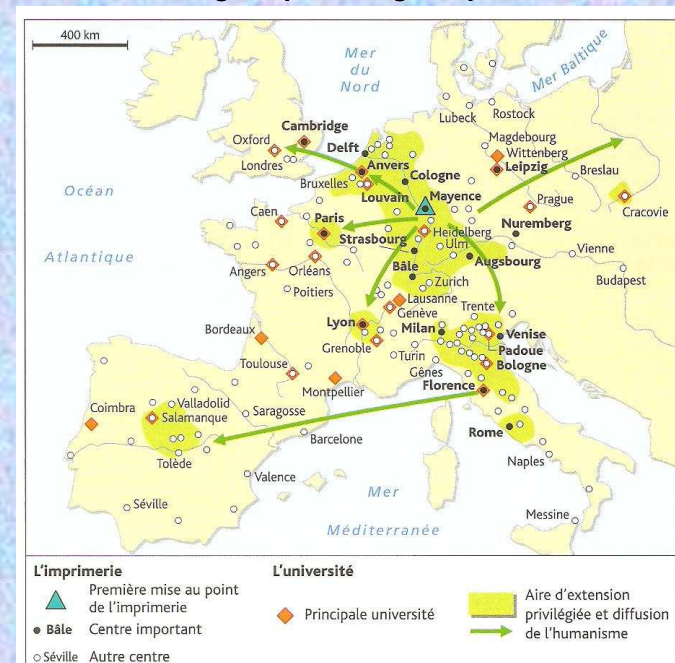 400 km
Mer
du
Nord
Mer Baltique
Lubeck
Rostock
Cambridge
Oxford
Londres
Delft
Anvers
Cologne
Bruxelles
Louvain
Mayence
Magdebourg
Wittenberg
Leipzig
Breslau
Prague
Cracovie
Océan
Atlantique
Caen
Paris
Strasbourg
Heidelberg
Nuremberg
Ulm
Augsbourg
Vienne
Budapest
Angers
Orléans
Poitiers
Bâle
Zurich
Lausanne
Genève
Trente
Lyon
Milan
Venise
Padoue
Bologne
Grenoble
Turin
Gênes
Florence
Bordeaux
Toulouse
Montpellier
Coimbra
Valladolid
Salamanque
Saragosse
Barcelone
Tolède
Valence
Séville
Rome
Naples
Messine
Mer
Méditerranée
L'imprimerie
Première mise au point
de l'imprimerie
Bâle Centre important
Séville Autre centre
L'université
Principale université
Aire d'extension
privilégiée et diffusion
de l'humanisme